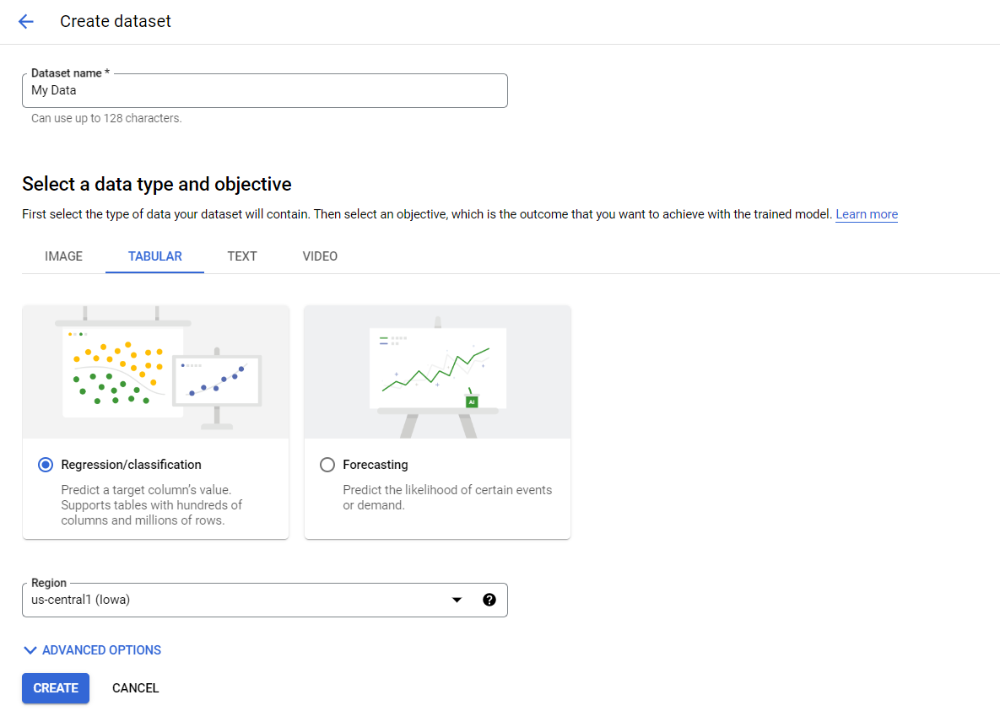 Create dataset
Dataset name *
My Data
Can use up to 128 characters.
Select a data type and objective
First select the type of data your dataset will contain. Then select an objective, which is the outcome that you want to achieve with the trained model. Learn more
IMAGE TABULAR TEXT VIDEO
AI
Regression/classification
Predict a target column's value.
Supports tables with hundreds of
columns and millions of rows.
Forecasting
Predict the likelihood of certain events
or demand.
Region
us-central1 (Iowa)
ADVANCED OPTIONS
CREATE CANCEL